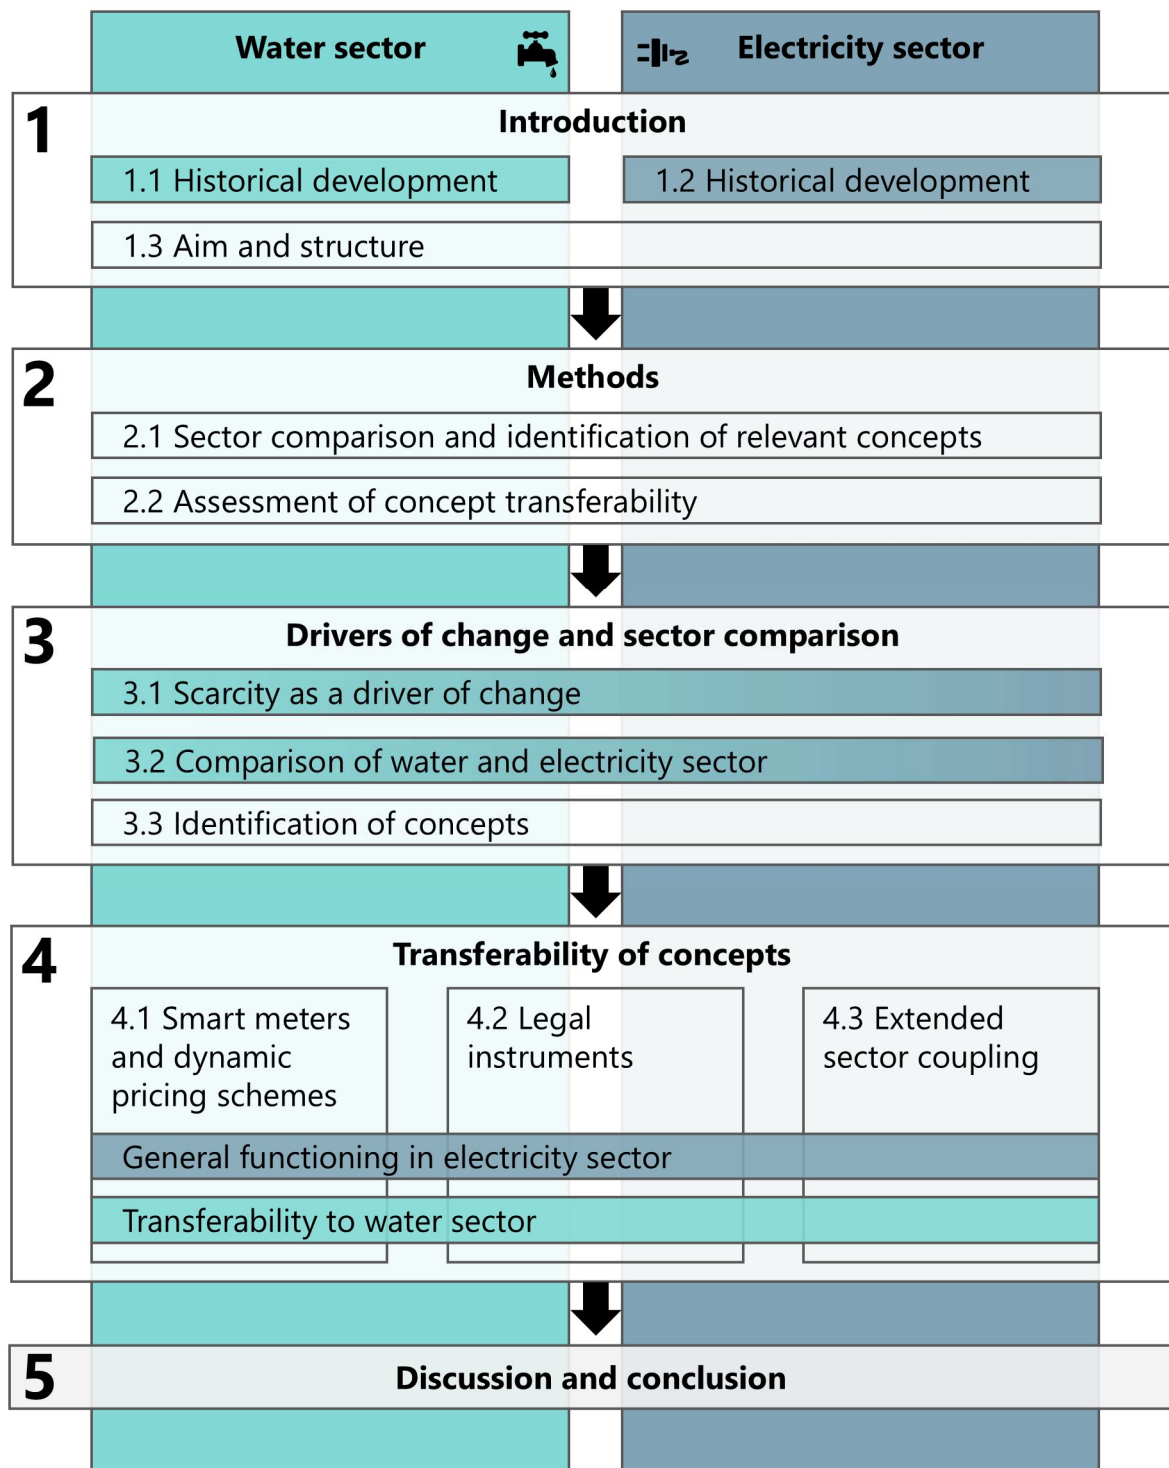 Water sector
Electricity sector
1
Introduction
1.1 Historical development
1.2 Historical development
1.3 Aim and structure
2
Methods
2.1 Sector comparison and identification of relevant concepts
2.2 Assessment of concept transferability
3
Drivers of change and sector comparison
3.1 Scarcity as a driver of change
3.2 Comparison of water and electricity sector
3.3 Identification of concepts
4
Transferability of concepts
4.1 Smart meters
and dynamic
pricing schemes
4.2 Legal
instruments
4.3 Extended
sector coupling
General functioning in electricity sector
Transferability to water sector
5
Discussion and conclusion